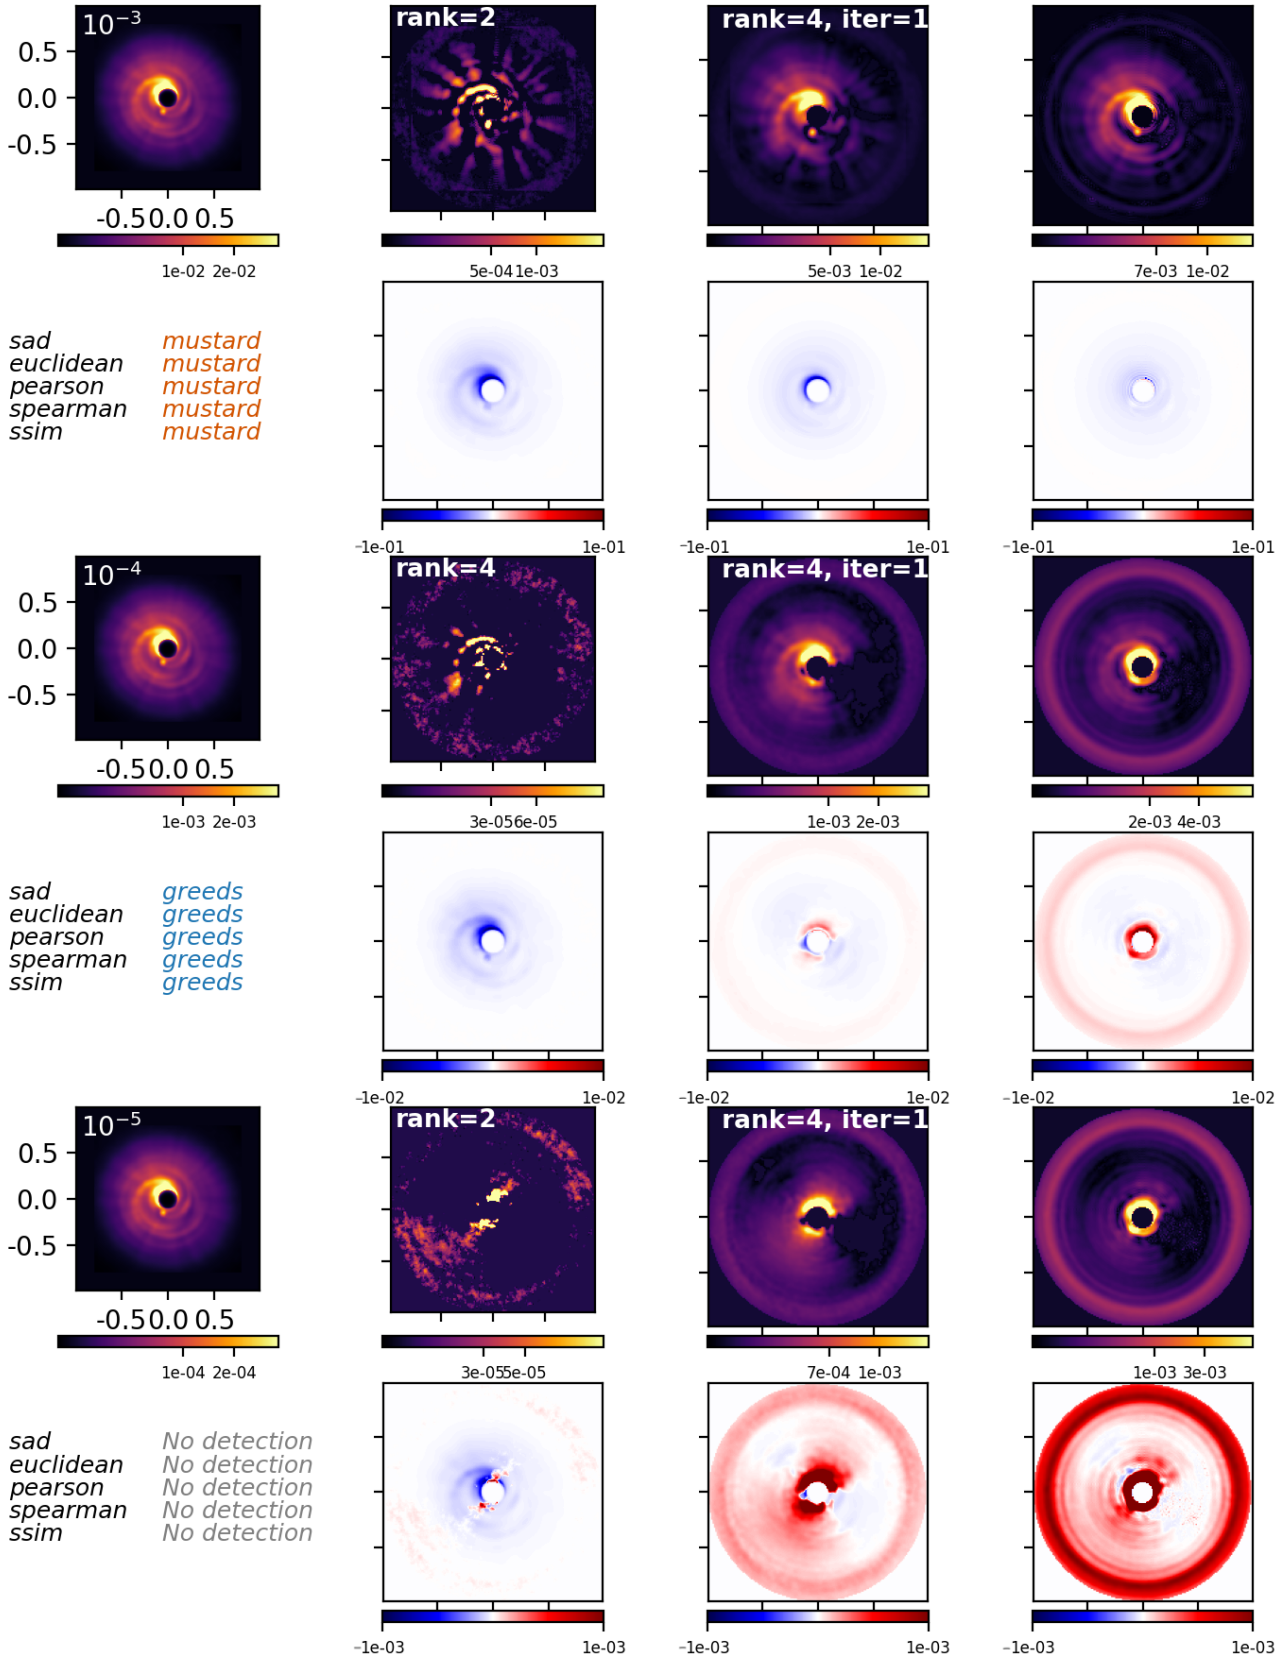 10⁻³
rank=2
rank=4, iter=1
0.5
0.0
-0.5
-0.5 0.0 0.5
1e-02 2e-02
5e-04 1e-03
5e-03 1e-02
7e-03 1e-02
sad mustard
euclidean mustard
pearson mustard
spearman mustard
ssim mustard
-1e-01 1e-01
-1e-01 1e-01
-1e-01 1e-01
10⁻⁴
rank=4
rank=4, iter=1
0.5
0.0
-0.5
-0.5 0.0 0.5
1e-03 2e-03
3e-05 6e-05
1e-03 2e-03
2e-03 4e-03
sad greeds
euclidean greeds
pearson greeds
spearman greeds
ssim greeds
-1e-02 1e-02
-1e-02 1e-02
-1e-02 1e-02
10⁻⁵
rank=2
rank=4, iter=1
0.5
0.0
-0.5
-0.5 0.0 0.5
1e-04 2e-04
3e-05 5e-05
7e-04 1e-03
1e-03 3e-03
sad No detection
euclidean No detection
pearson No detection
spearman No detection
ssim No detection
-1e-03 1e-03
-1e-03 1e-03
-1e-03 1e-03